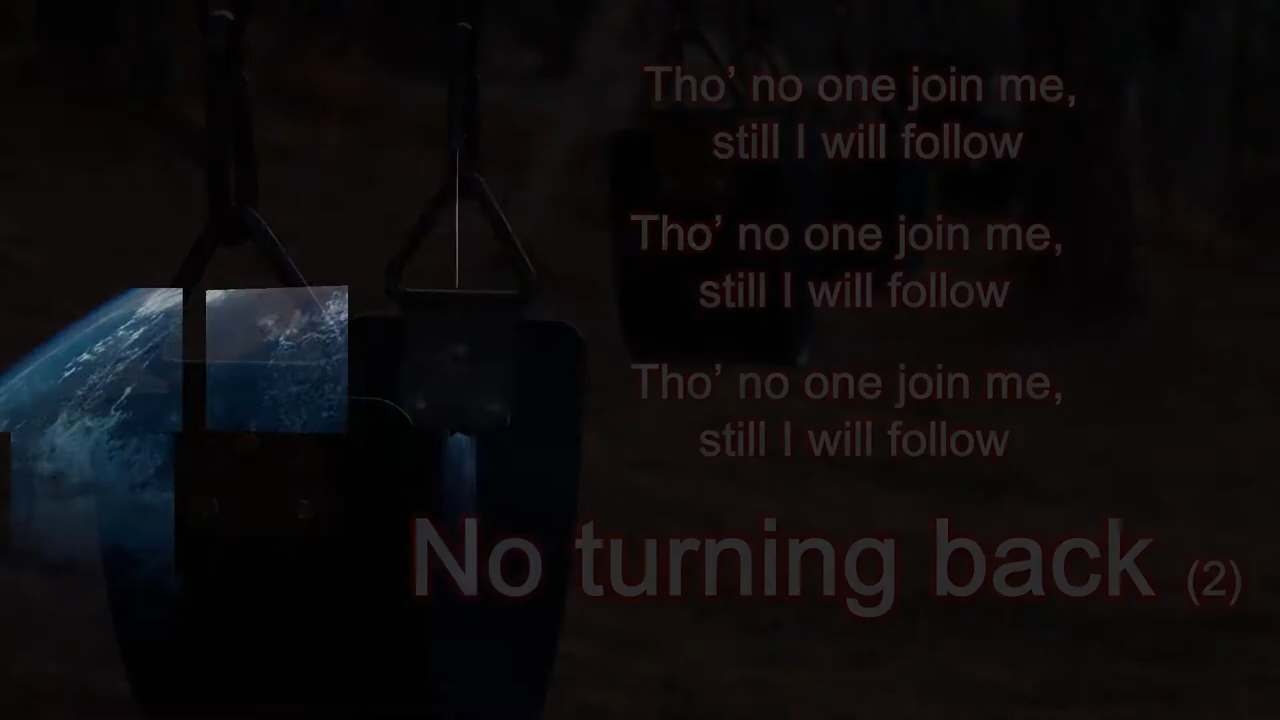 Tho’ no one join me,
still I will follow
Tho’ no one join me,
still I will follow
Tho’ no one join me,
still I will follow
No turning back (2)